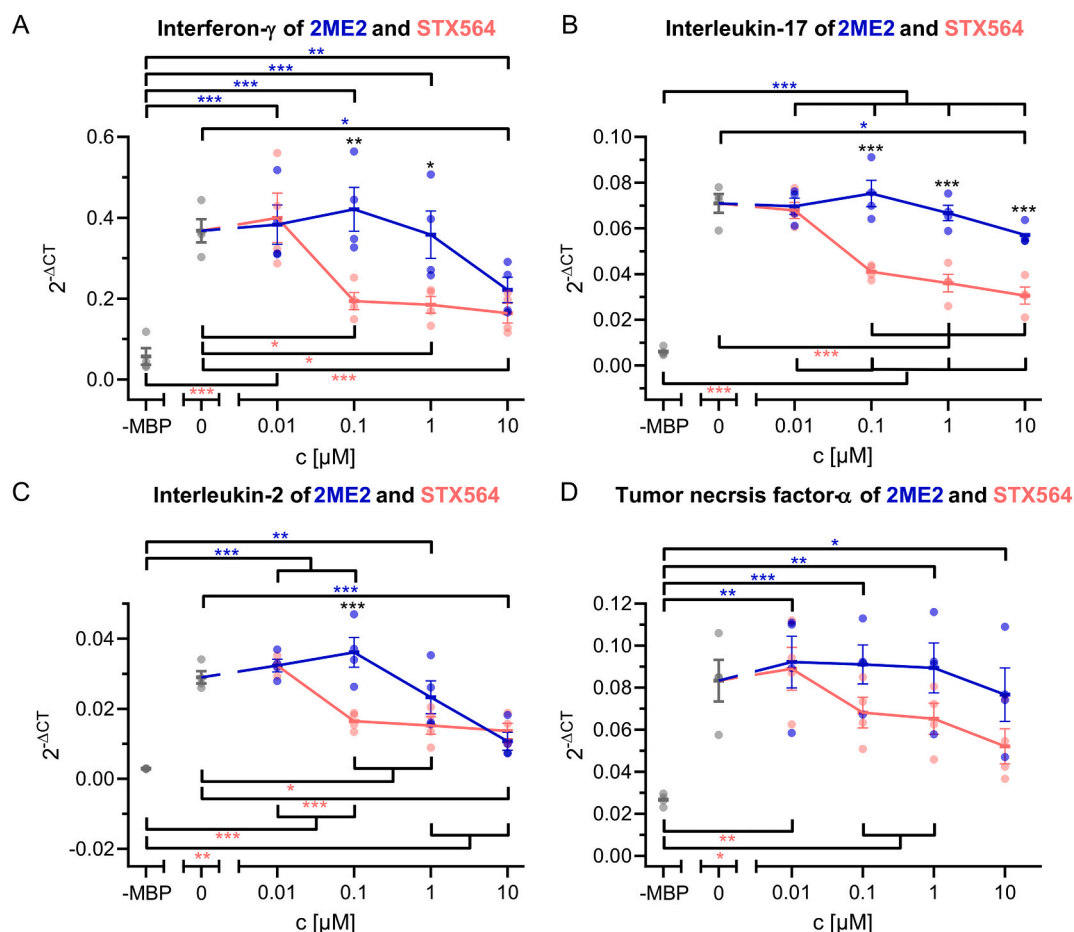 A
Interferon-γ of 2ME2 and STX564
**
***
***
***
*
**
*
2^-ΔCT
0.6
0.4
0.2
0.0
*
*
***
***
-MBP 0 0.01 0.1 1 10
c [µM]
B
Interleukin-17 of 2ME2 and STX564
***
*
***
***
***
2^-ΔCT
0.10
0.08
0.06
0.04
0.02
0.00
***
***
-MBP 0 0.01 0.1 1 10
c [µM]
C
Interleukin-2 of 2ME2 and STX564
**
***
***
***
2^-ΔCT
0.04
0.02
0.00
-0.02
*
***
***
**
-MBP 0 0.01 0.1 1 10
c [µM]
D
Tumor necrsis factor-α of 2ME2 and STX564
*
**
***
**
2^-ΔCT
0.12
0.10
0.08
0.06
0.04
0.02
0.00
**
*
-MBP 0 0.01 0.1 1 10
c [µM]